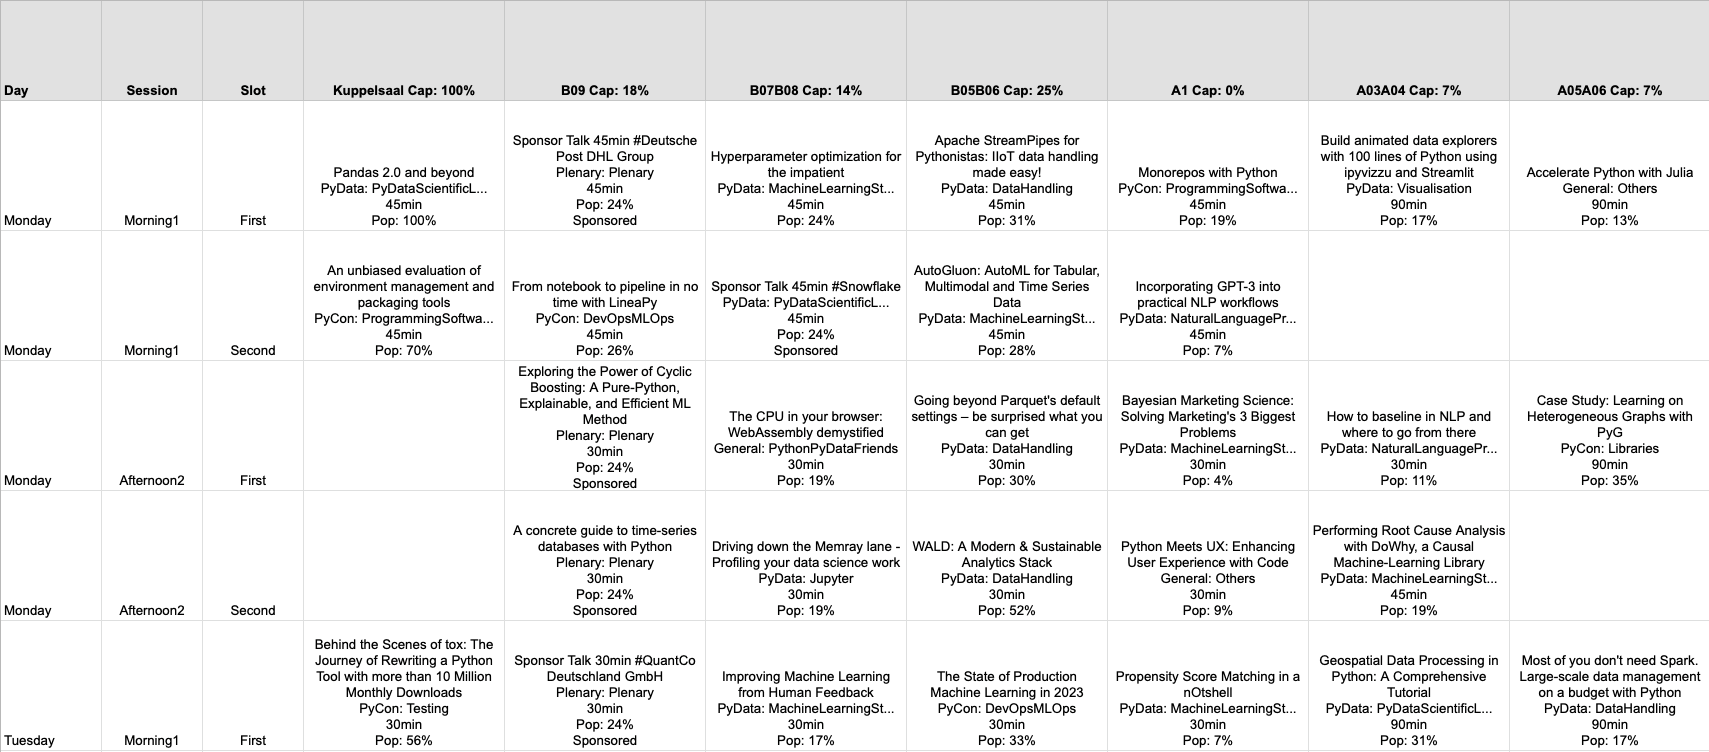 Day
Session
Slot
Kuppelsaal Cap: 100%
B09 Cap: 18%
B07B08 Cap: 14%
B05B06 Cap: 25%
A1 Cap: 0%
A03A04 Cap: 7%
A05A06 Cap: 7%
Monday
Morning1
First
Pandas 2.0 and beyond
PyData: PyDataScientificL...
45min
Pop: 100%
Sponsor Talk 45min #Deutsche
Post DHL Group
Plenary: Plenary
45min
Pop: 24%
Sponsored
Hyperparameter optimization for
the impatient
PyData: MachineLearningSt...
45min
Pop: 24%
Apache StreamPipes for
Pythonistas: IIoT data handling
made easy!
PyData: DataHandling
45min
Pop: 31%
Monorepos with Python
PyCon: ProgrammingSoftwa...
45min
Pop: 19%
Build animated data explorers
with 100 lines of Python using
ipyvizzu and Streamlit
PyData: Visualisation
90min
Pop: 17%
Accelerate Python with Julia
General: Others
90min
Pop: 13%
Monday
Morning1
Second
An unbiased evaluation of
environment management and
packaging tools
PyCon: ProgrammingSoftwa...
45min
Pop: 70%
From notebook to pipeline in no
time with LineaPy
PyCon: DevOpsMLOps
45min
Pop: 26%
Sponsor Talk 45min #Snowflake
PyData: PyDataScientificL...
45min
Pop: 24%
Sponsored
AutoGluon: AutoML for Tabular,
Multimodal and Time Series
Data
PyData: MachineLearningSt...
45min
Pop: 28%
Incorporating GPT-3 into
practical NLP workflows
PyData: NaturalLanguagePr...
45min
Pop: 7%
Monday
Afternoon2
First
Exploring the Power of Cyclic
Boosting: A Pure-Python,
Explainable, and Efficient ML
Method
Plenary: Plenary
30min
Pop: 24%
Sponsored
The CPU in your browser:
WebAssembly demystified
General: PythonPyDataFriends
30min
Pop: 19%
Going beyond Parquet's default
settings – be surprised what you
can get
PyData: DataHandling
30min
Pop: 30%
Bayesian Marketing Science:
Solving Marketing's 3 Biggest
Problems
PyData: MachineLearningSt...
30min
Pop: 4%
How to baseline in NLP and
where to go from there
PyData: NaturalLanguagePr...
30min
Pop: 11%
Case Study: Learning on
Heterogeneous Graphs with
PyG
PyCon: Libraries
90min
Pop: 35%
Monday
Afternoon2
Second
A concrete guide to time-series
databases with Python
Plenary: Plenary
30min
Pop: 24%
Sponsored
Driving down the Memray lane -
Profiling your data science work
PyData: Jupyter
30min
Pop: 19%
WALD: A Modern & Sustainable
Analytics Stack
PyData: DataHandling
30min
Pop: 52%
Python Meets UX: Enhancing
User Experience with Code
General: Others
30min
Pop: 9%
Performing Root Cause Analysis
with DoWhy, a Causal
Machine-Learning Library
PyData: MachineLearningSt...
45min
Pop: 19%
Tuesday
Morning1
First
Behind the Scenes of tox: The
Journey of Rewriting a Python
Tool with more than 10 Million
Monthly Downloads
PyCon: Testing
30min
Pop: 56%
Sponsor Talk 30min #QuantCo
Deutschland GmbH
Plenary: Plenary
30min
Pop: 24%
Sponsored
Improving Machine Learning
from Human Feedback
PyData: MachineLearningSt...
30min
Pop: 17%
The State of Production
Machine Learning in 2023
PyCon: DevOpsMLOps
30min
Pop: 33%
Propensity Score Matching in a
nOtshell
PyData: MachineLearningSt...
30min
Pop: 7%
Geospatial Data Processing in
Python: A Comprehensive
Tutorial
PyData: PyDataScientificL...
90min
Pop: 31%
Most of you don't need Spark.
Large-scale data management
on a budget with Python
PyData: DataHandling
90min
Pop: 17%